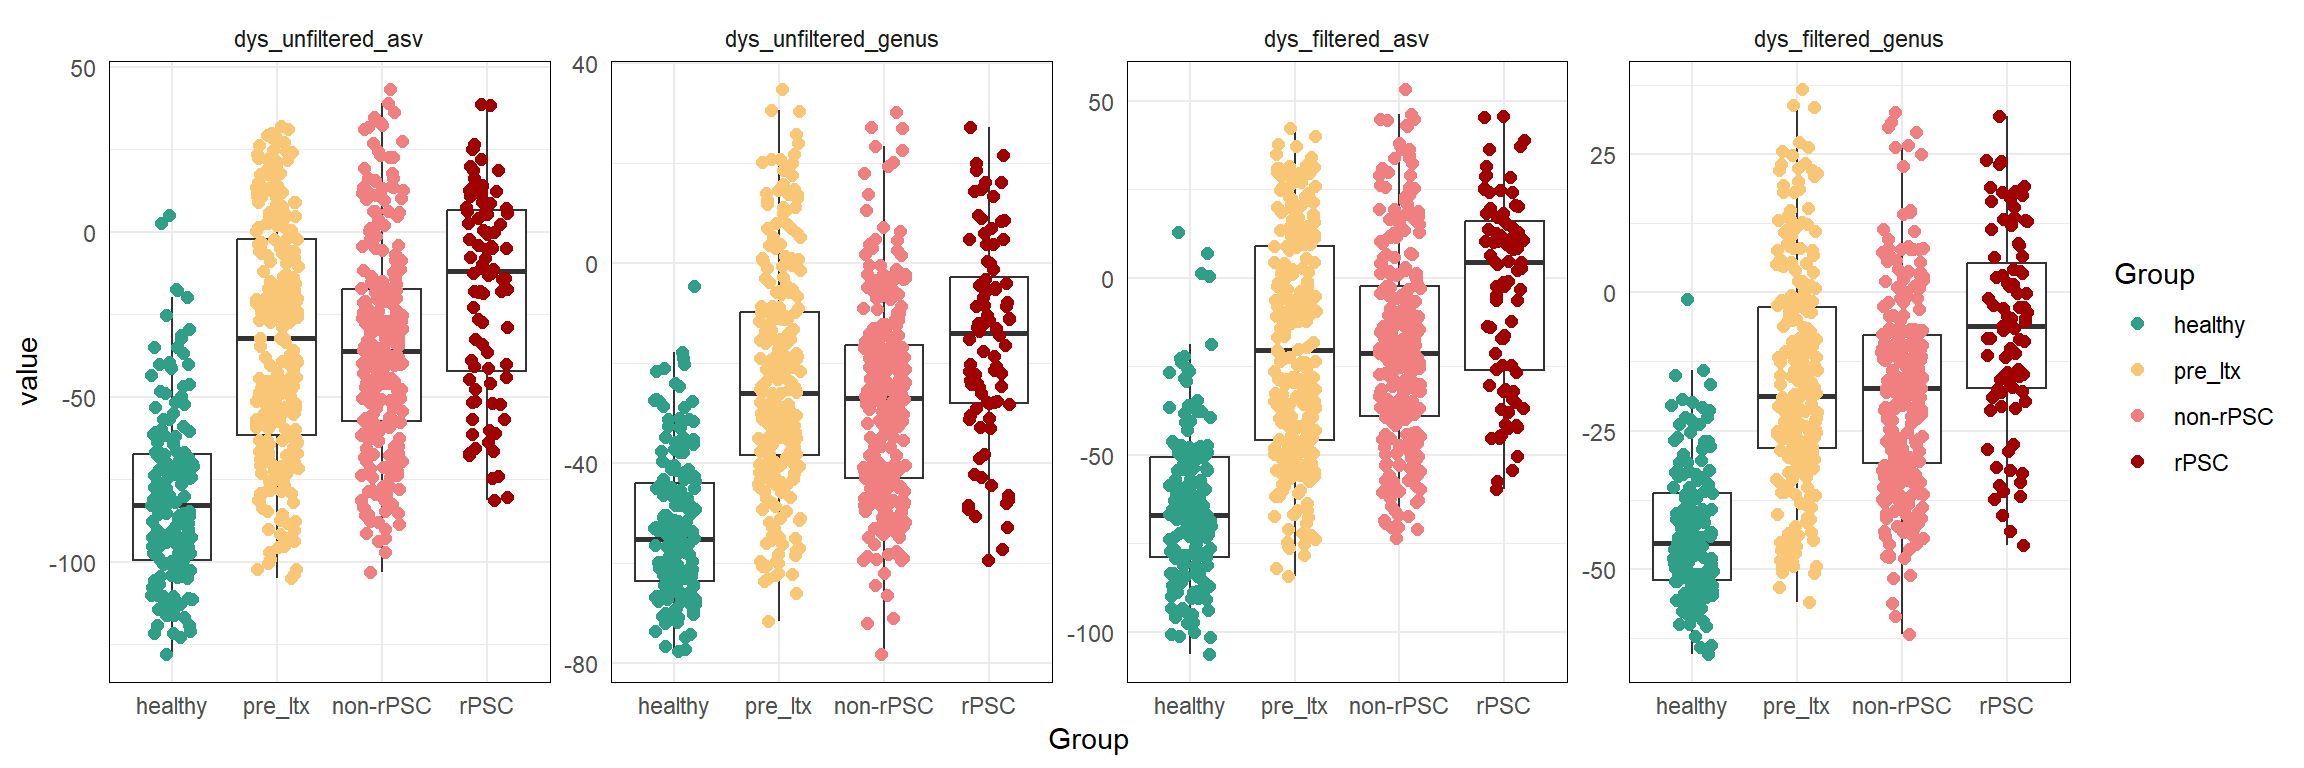 dys_unfiltered_asv
dys_unfiltered_genus
dys_filtered_asv
dys_filtered_genus
value
50
0
-50
-100
40
0
-40
-80
50
0
-50
-100
25
0
-25
-50
healthy pre_ltx non-rPSC rPSC
healthy pre_ltx non-rPSC rPSC
healthy pre_ltx non-rPSC rPSC
healthy pre_ltx non-rPSC rPSC
Group
Group
healthy
pre_ltx
non-rPSC
rPSC